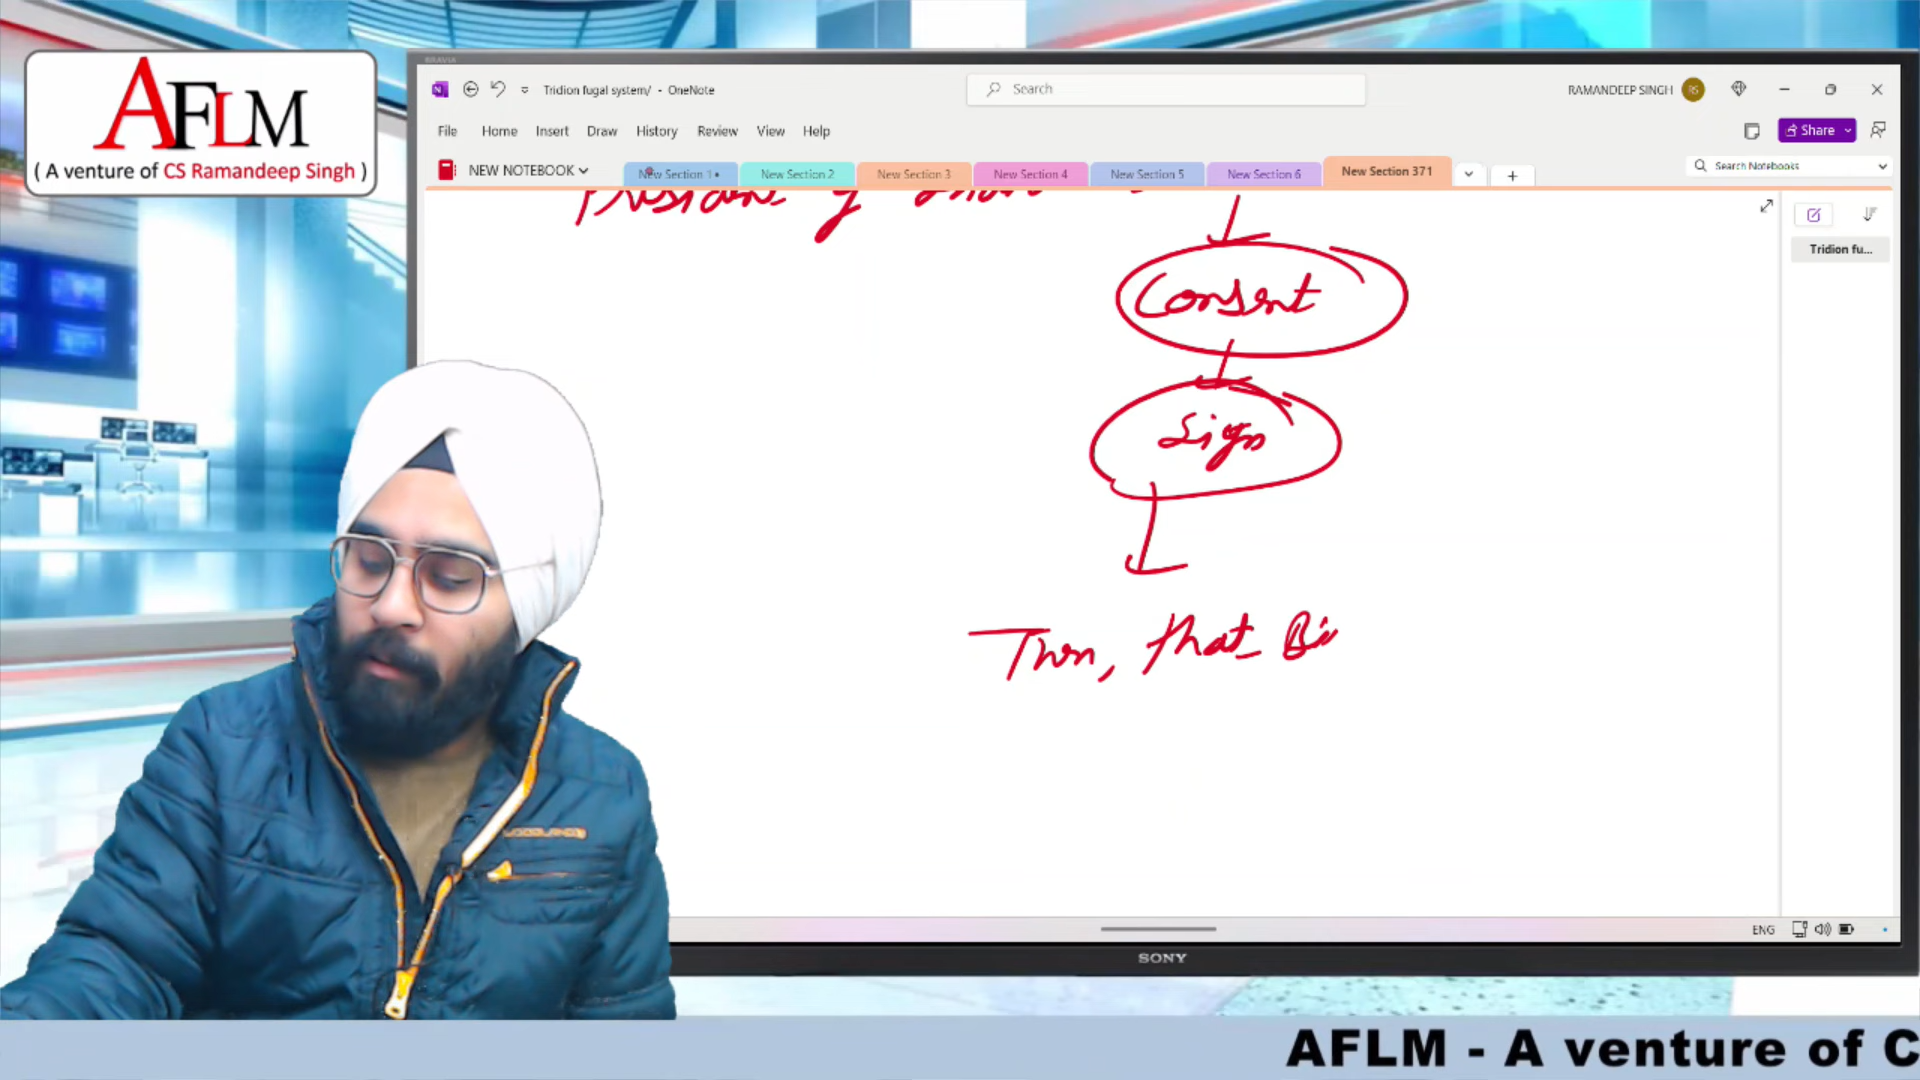 AFLM
( A venture of CS Ramandeep Singh )
BRAVIA
Tridion fugal system/ - OneNote
Search
RAMANDEEP SINGH
RS
File Home Insert Draw History Review View Help
Share
NEW NOTEBOOK
New Section 1
New Section 2
New Section 3
New Section 4
New Section 5
New Section 6
New Section 371
Search Notebooks
Tridion fu...
Consent
Sign
Then, that Bi
ENG
SONY
AFLM - A venture of C